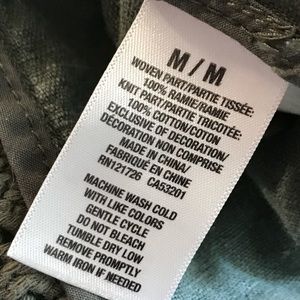 M / M
WOVEN PART/PARTIE TISSÉE:
100% RAMIE/RAMIE
KNIT PART/PARTIE TRICOTÉE:
100% COTTON/COTON
EXCLUSIVE OF DECORATION/
DÉCORATION NON COMPRISE
MADE IN CHINA/
FABRIQUÉ EN CHINE
RN121726 CA53201
MACHINE WASH COLD
WITH LIKE COLORS
GENTLE CYCLE
DO NOT BLEACH
TUMBLE DRY LOW
REMOVE PROMPTLY
WARM IRON IF NEEDED